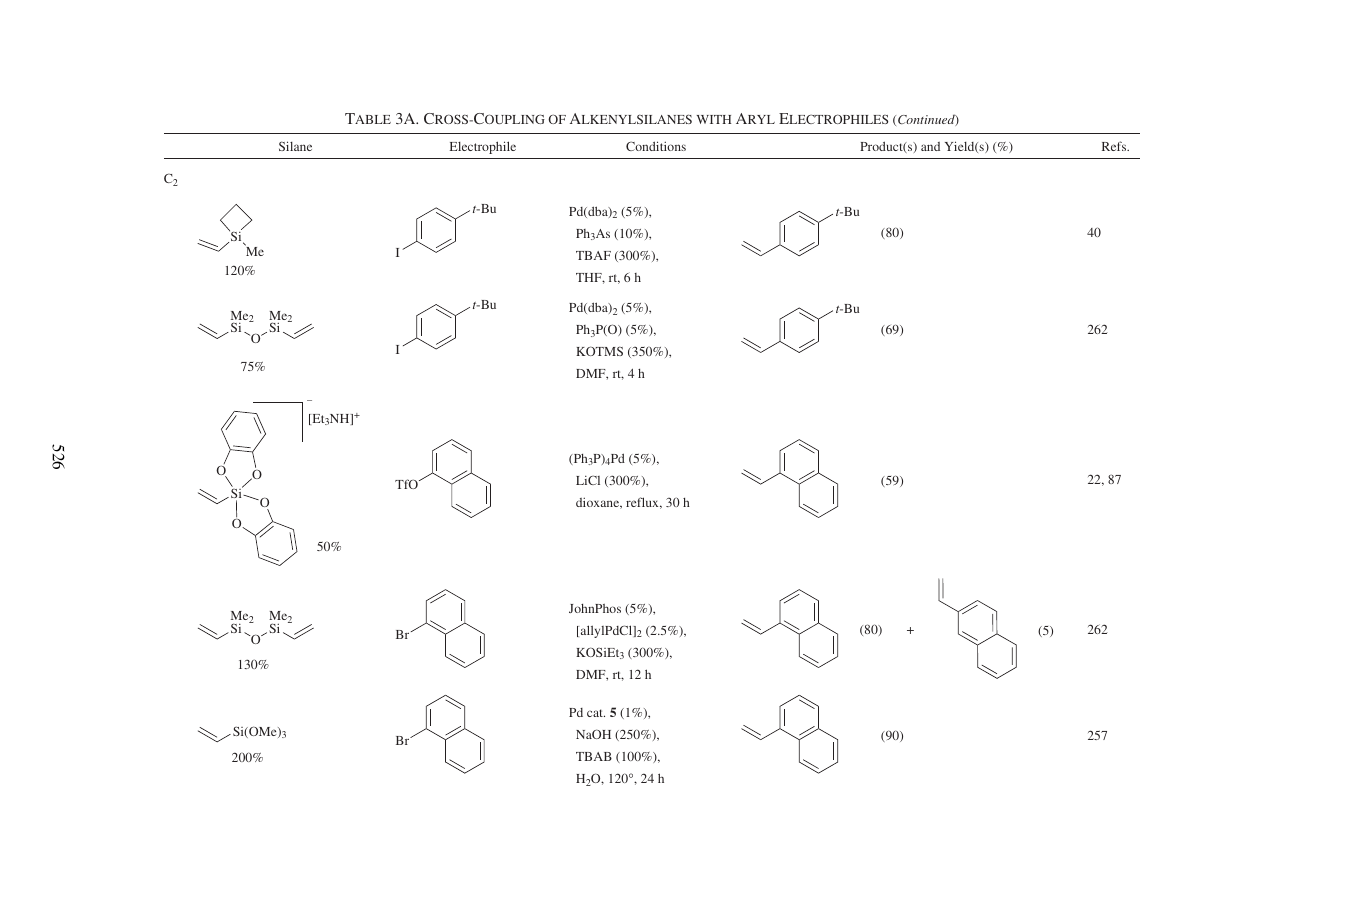 TABLE 3A. CROSS-COUPLING OF ALKENYLSILANES WITH ARYL ELECTROPHILES (Continued)
Silane Electrophile Conditions Product(s) and Yield(s) (%) Refs.
C2
Si
Me
120%
t-Bu
I
Pd(dba)2 (5%),
Ph3As (10%),
TBAF (300%),
THF, rt, 6 h
t-Bu
(80)
40
Me2 Me2
Si O Si
75%
t-Bu
I
Pd(dba)2 (5%),
Ph3P(O) (5%),
KOTMS (350%),
DMF, rt, 4 h
t-Bu
(69)
262
–
[Et3NH]+
O O
Si O
O
50%
TfO
(Ph3P)4Pd (5%),
LiCl (300%),
dioxane, reflux, 30 h
(59)
22, 87
Me2 Me2
Si O Si
130%
Br
JohnPhos (5%),
[allylPdCl]2 (2.5%),
KOSiEt3 (300%),
DMF, rt, 12 h
(80) + (5)
262
Si(OMe)3
200%
Br
Pd cat. 5 (1%),
NaOH (250%),
TBAB (100%),
H2O, 120°, 24 h
(90)
257
526